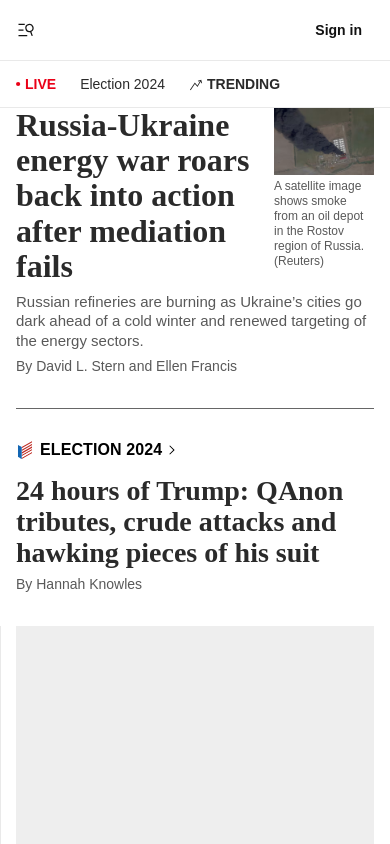 Sign in
LIVE
Election 2024
TRENDING
Russia-Ukraine
energy war roars
back into action
after mediation
fails
A satellite image
shows smoke
from an oil depot
in the Rostov
region of Russia.
(Reuters)
Russian refineries are burning as Ukraine’s cities go
dark ahead of a cold winter and renewed targeting of
the energy sectors.
By David L. Stern and Ellen Francis
ELECTION 2024
24 hours of Trump: QAnon
tributes, crude attacks and
hawking pieces of his suit
By Hannah Knowles